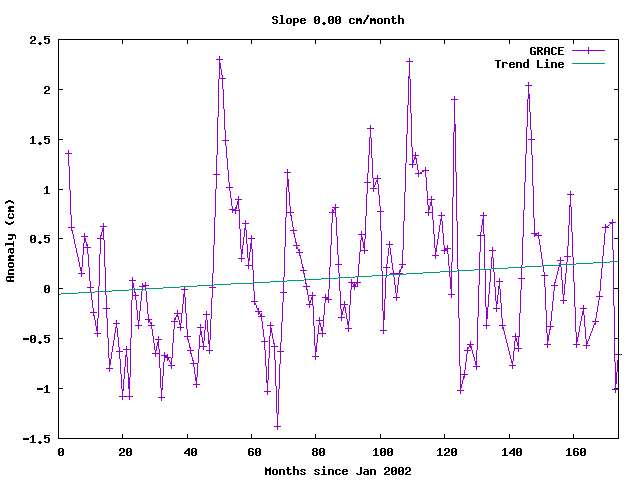 Slope 0.00 cm/month
GRACE
Trend Line
2.5
2
1.5
1
0.5
0
-0.5
-1
-1.5
Anomaly (cm)
0 20 40 60 80 100 120 140 160
Months since Jan 2002